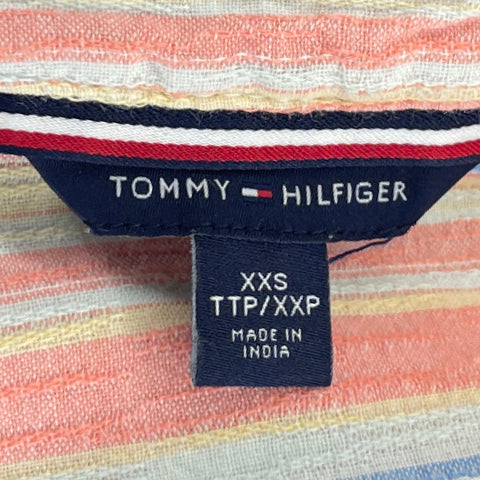 TOMMY HILFIGER
XXS
TTP/XXP
MADE IN
INDIA